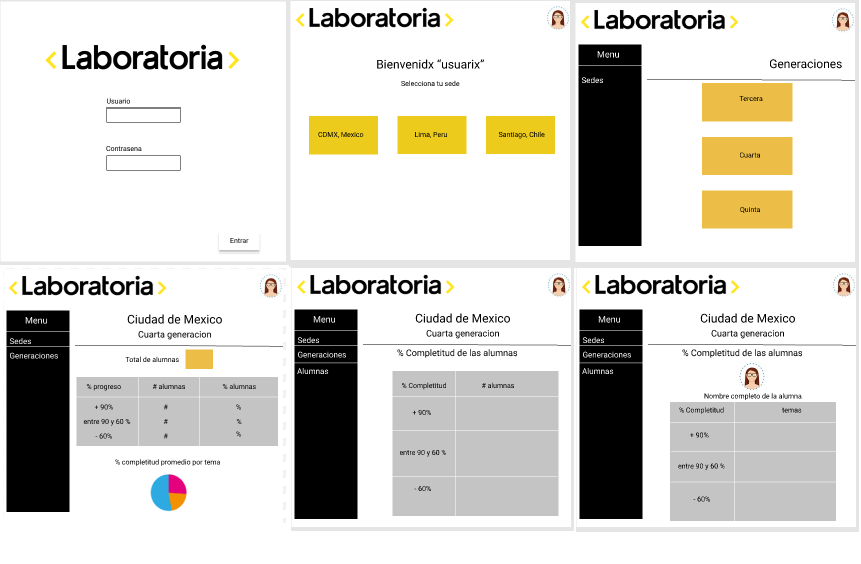 <Laboratoria>
Usuario
Contrasena
Entrar
<Laboratoria>
Bienvenidx “usuarix”
Selecciona tu sede
CDMX, Mexico
Lima, Peru
Santiago, Chile
<Laboratoria>
Menu
Sedes
Generaciones
Tercera
Cuarta
Quinta
<Laboratoria>
Menu
Sedes
Generaciones
Ciudad de Mexico
Cuarta generacion
Total de alumnas
% progreso # alumnas % alumnas
+ 90% # %
entre 90 y 60 % # %
- 60% # %
% completitud promedio por tema
<Laboratoria>
Menu
Sedes
Generaciones
Alumnas
Ciudad de Mexico
Cuarta generacion
% Completitud de las alumnas
% Completitud # alumnas
+ 90%
entre 90 y 60 %
- 60%
<Laboratoria>
Menu
Sedes
Generaciones
Alumnas
Ciudad de Mexico
Cuarta generacion
% Completitud de las alumnas
Nombre completo de la alumna
% Completitud temas
+ 90%
entre 90 y 60 %
- 60%